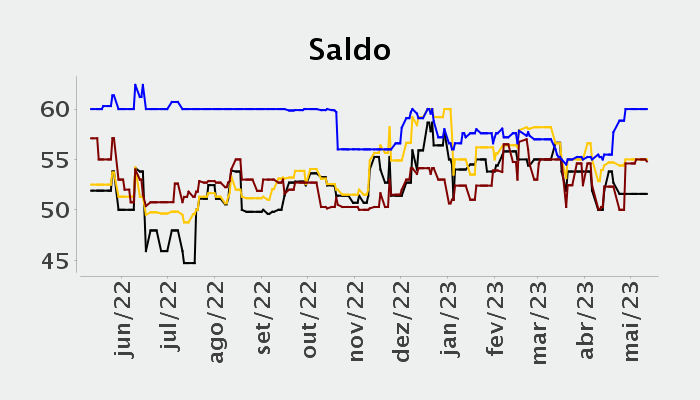 Saldo
60
55
50
45
jun/22
jul/22
ago/22
set/22
out/22
nov/22
dez/22
jan/23
fev/23
mar/23
abr/23
mai/23